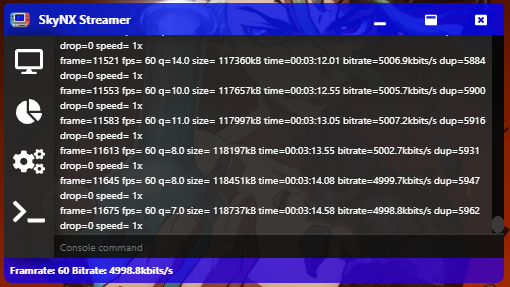 SkyNX Streamer
drop=0 speed= 1x
frame=11521 fps= 60 q=14.0 size= 117360kB time=00:03:12.01 bitrate=5006.9kbits/s dup=5884
drop=0 speed= 1x
frame=11553 fps= 60 q=10.0 size= 117657kB time=00:03:12.55 bitrate=5005.7kbits/s dup=5900
drop=0 speed= 1x
frame=11583 fps= 60 q=11.0 size= 117997kB time=00:03:13.05 bitrate=5007.2kbits/s dup=5916
drop=0 speed= 1x
frame=11613 fps= 60 q=8.0 size= 118197kB time=00:03:13.55 bitrate=5002.7kbits/s dup=5931
drop=0 speed= 1x
frame=11645 fps= 60 q=8.0 size= 118451kB time=00:03:14.08 bitrate=4999.7kbits/s dup=5947
drop=0 speed= 1x
frame=11675 fps= 60 q=7.0 size= 118737kB time=00:03:14.58 bitrate=4998.8kbits/s dup=5962
drop=0 speed= 1x
Console command
Framrate: 60 Bitrate: 4998.8kbits/s